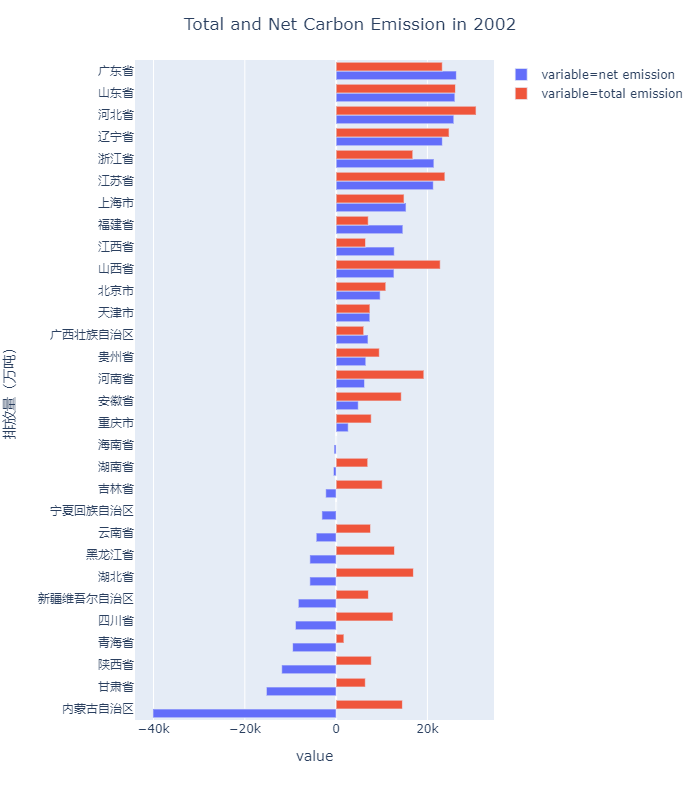 Total and Net Carbon Emission in 2002
variable=net emission
variable=total emission
排放量（万吨）
广东省
山东省
河北省
辽宁省
浙江省
江苏省
上海市
福建省
江西省
山西省
北京市
天津市
广西壮族自治区
贵州省
河南省
安徽省
重庆市
海南省
湖南省
吉林省
宁夏回族自治区
云南省
黑龙江省
湖北省
新疆维吾尔自治区
四川省
青海省
陕西省
甘肃省
内蒙古自治区
−40k −20k 0 20k
value